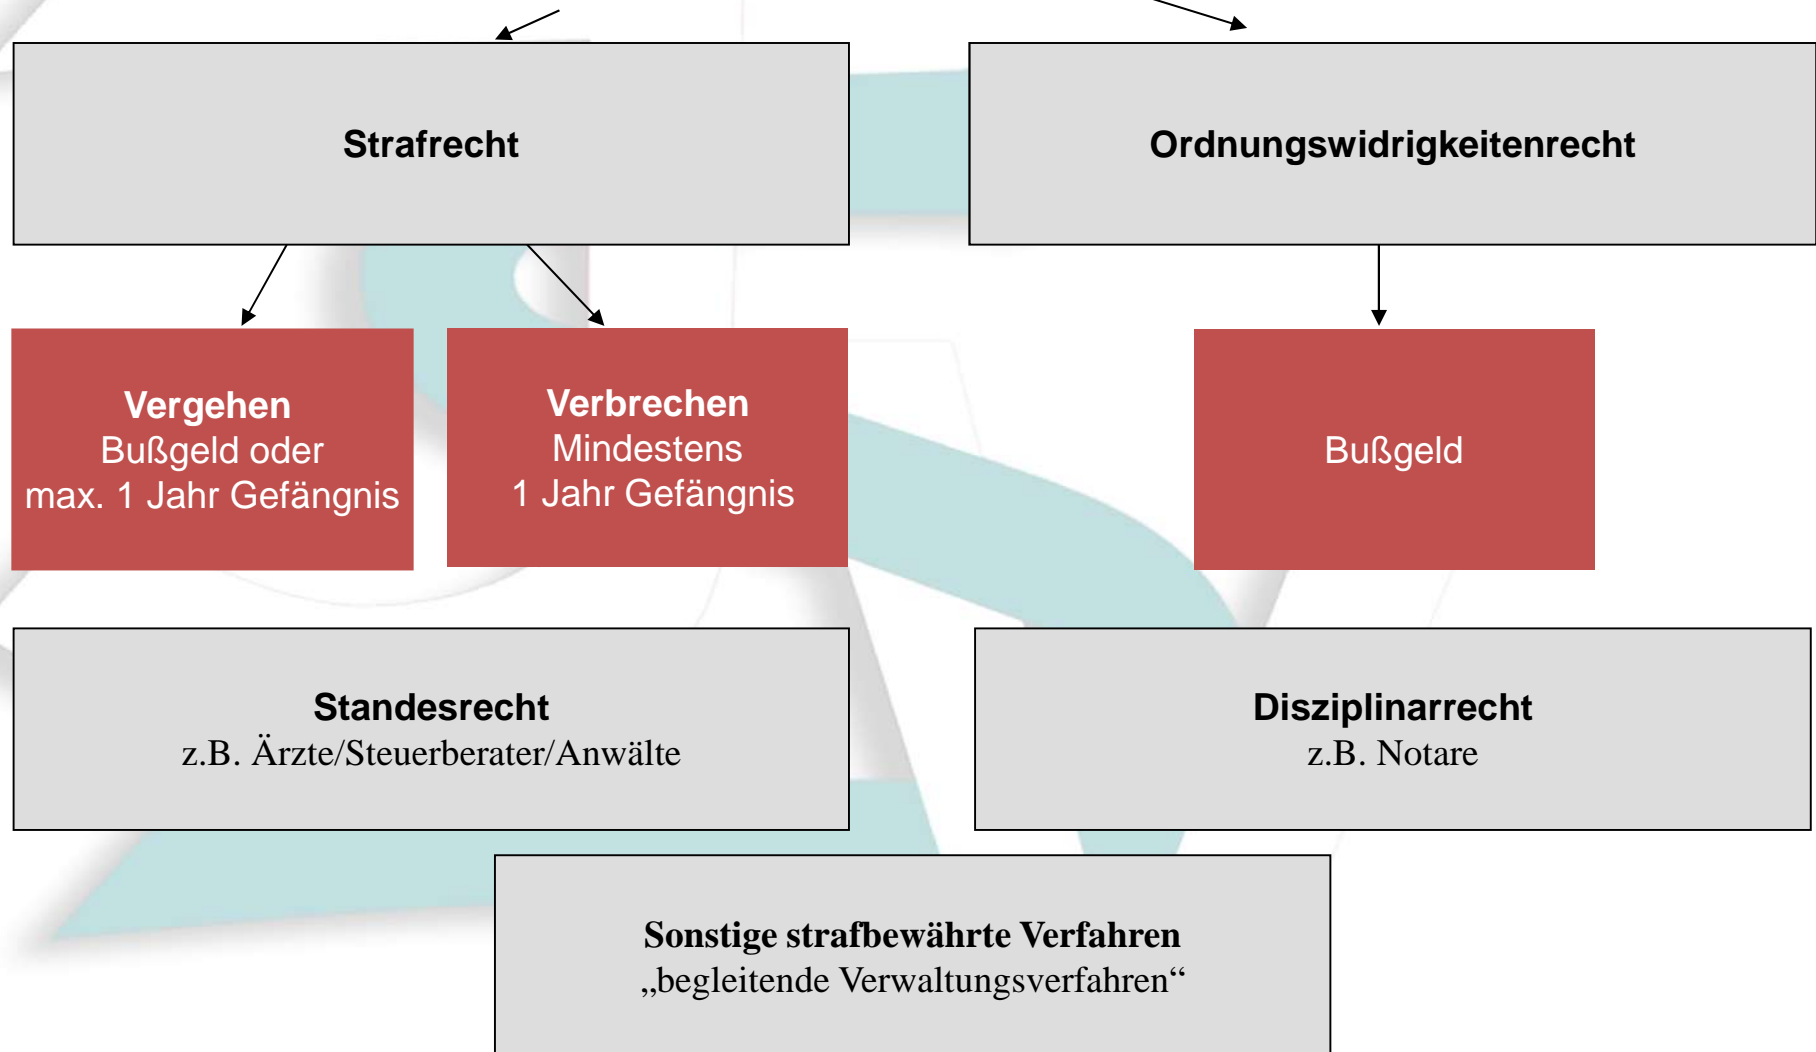 Strafrecht
Ordnungswidrigkeitenrecht
Vergehen
Bußgeld oder
max. 1 Jahr Gefängnis
Verbrechen
Mindestens
1 Jahr Gefängnis
Bußgeld
Standesrecht
z.B. Ärzte/Steuerberater/Anwälte
Disziplinarrecht
z.B. Notare
Sonstige strafbewährte Verfahren
„begleitende Verwaltungsverfahren“